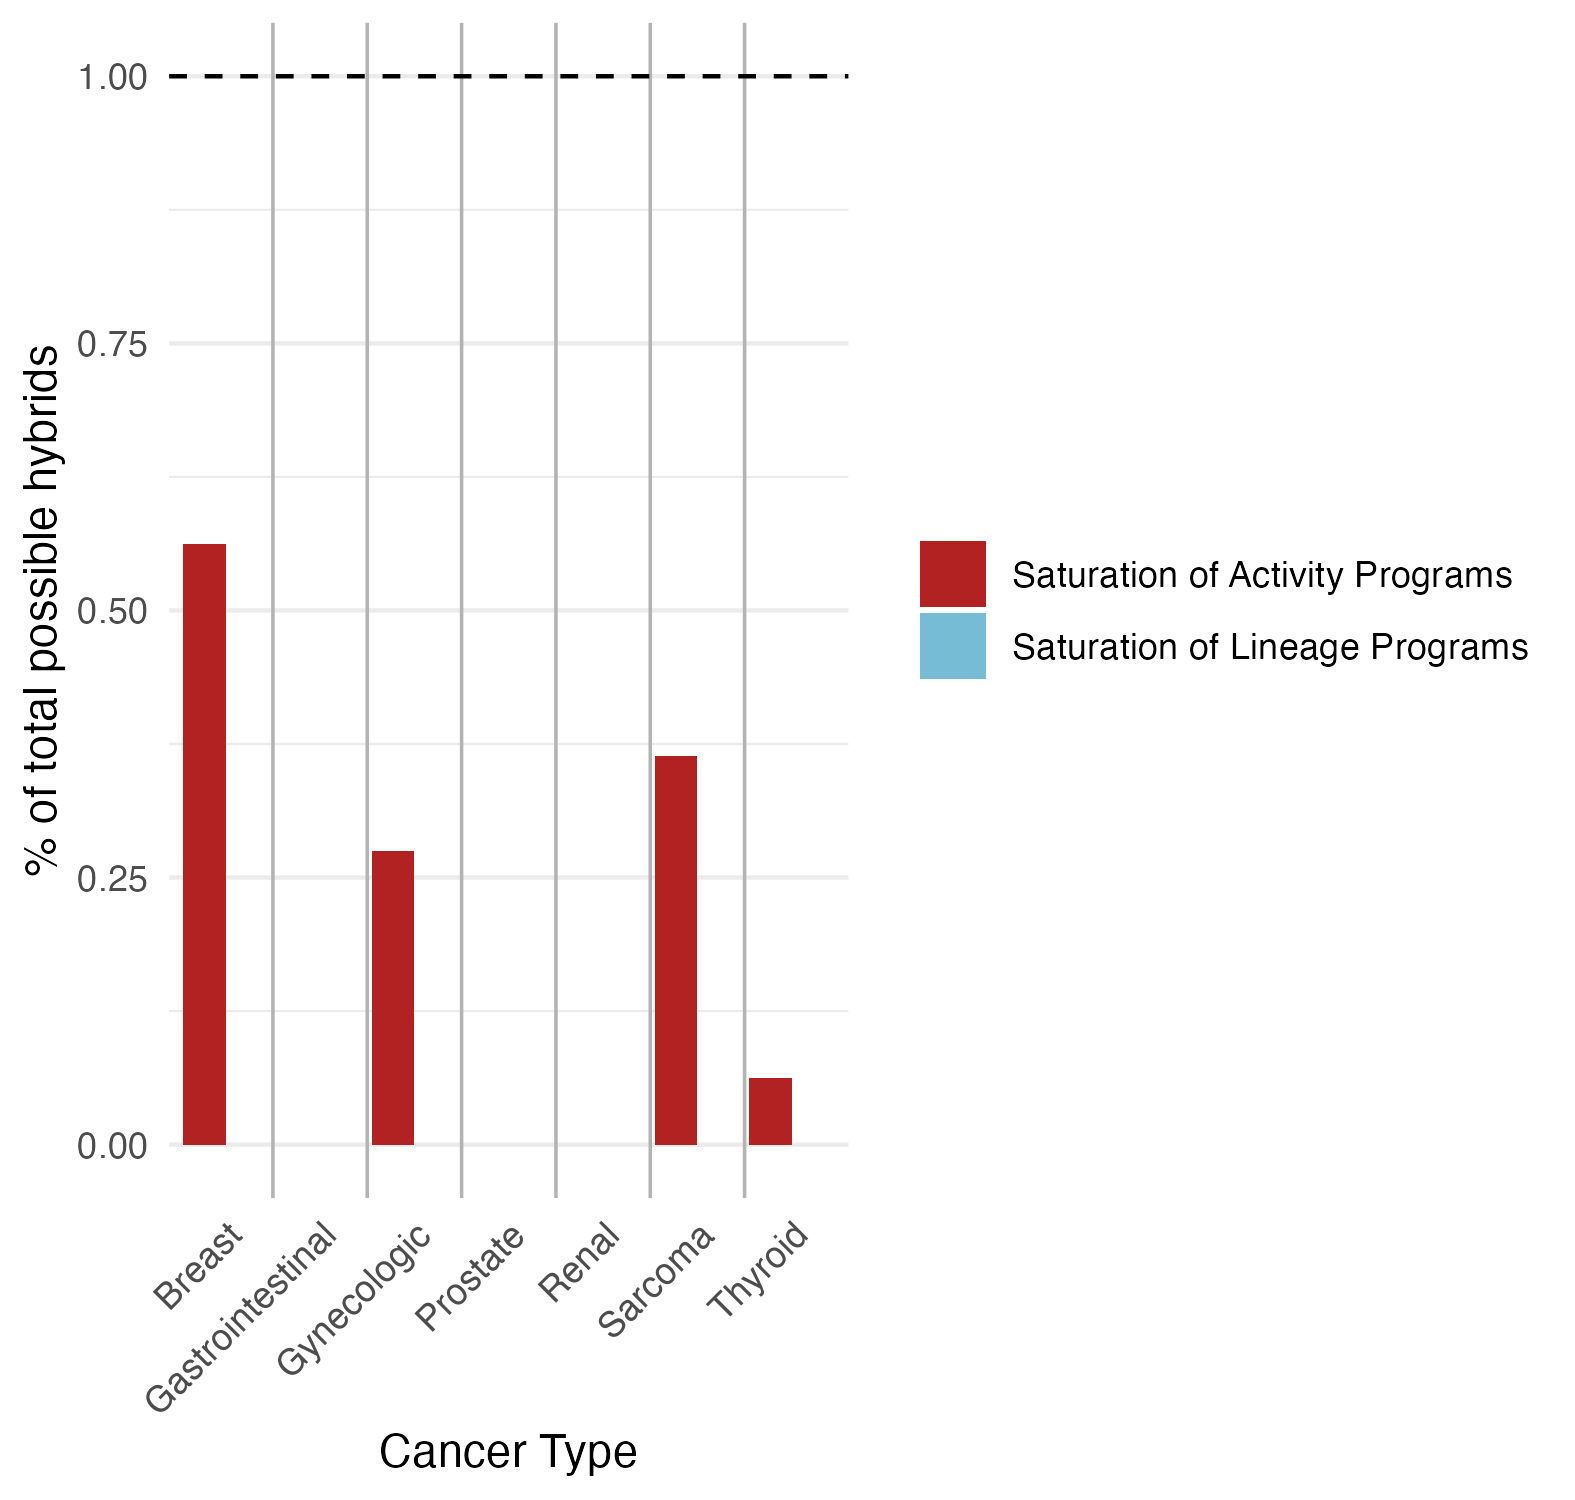 % of total possible hybrids
1.00
0.75
0.50
0.25
0.00
Breast
Gastrointestinal
Gynecologic
Prostate
Renal
Sarcoma
Thyroid
Cancer Type
Saturation of Activity Programs
Saturation of Lineage Programs